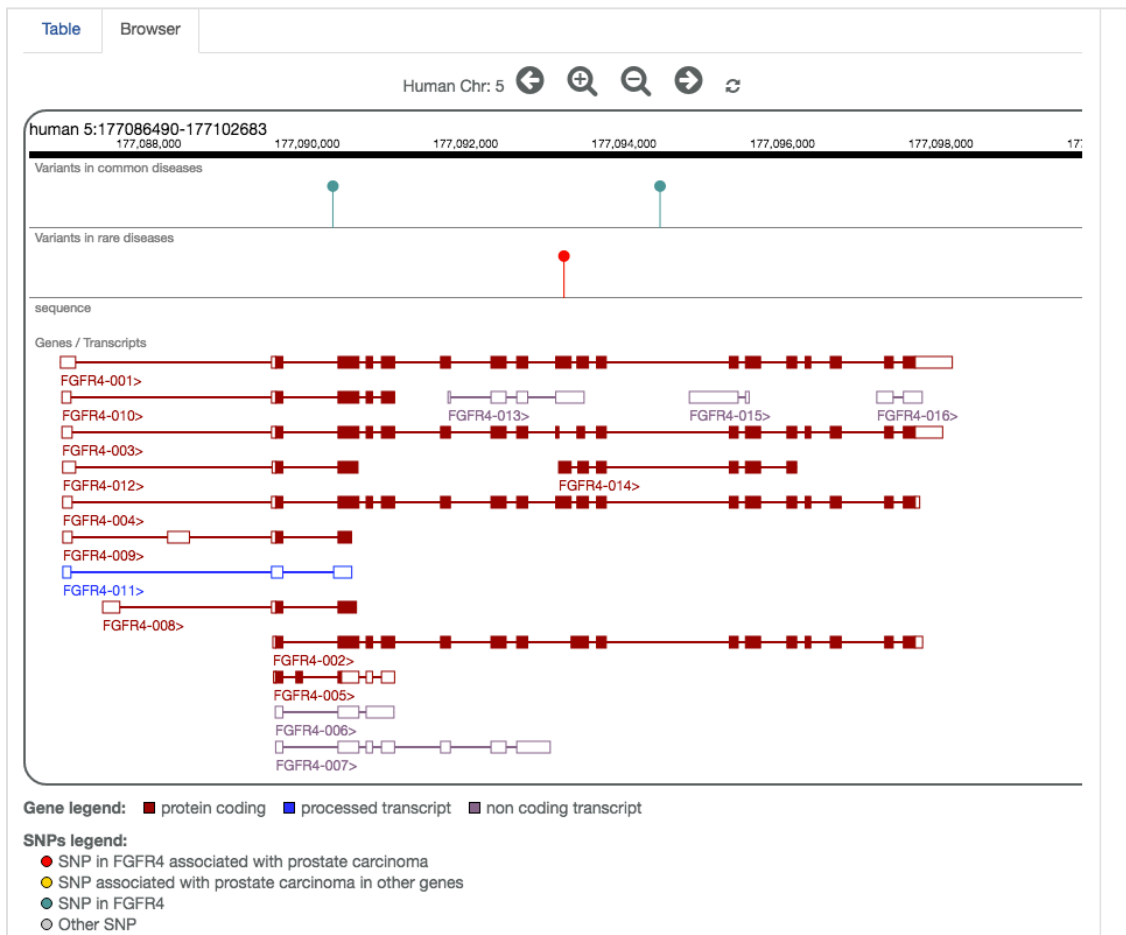 Table Browser
Human Chr: 5
human 5:177086490-177102683
177,088,000 177,090,000 177,092,000 177,094,000 177,096,000 177,098,000 177
Variants in common diseases
Variants in rare diseases
sequence
Genes / Transcripts
FGFR4-001>
FGFR4-010> FGFR4-013> FGFR4-015> FGFR4-016>
FGFR4-003>
FGFR4-012> FGFR4-014>
FGFR4-004>
FGFR4-009>
FGFR4-011>
FGFR4-008>
FGFR4-002>
FGFR4-005>
FGFR4-006>
FGFR4-007>
Gene legend: protein coding processed transcript non coding transcript
SNPs legend:
SNP in FGFR4 associated with prostate carcinoma
SNP associated with prostate carcinoma in other genes
SNP in FGFR4
Other SNP